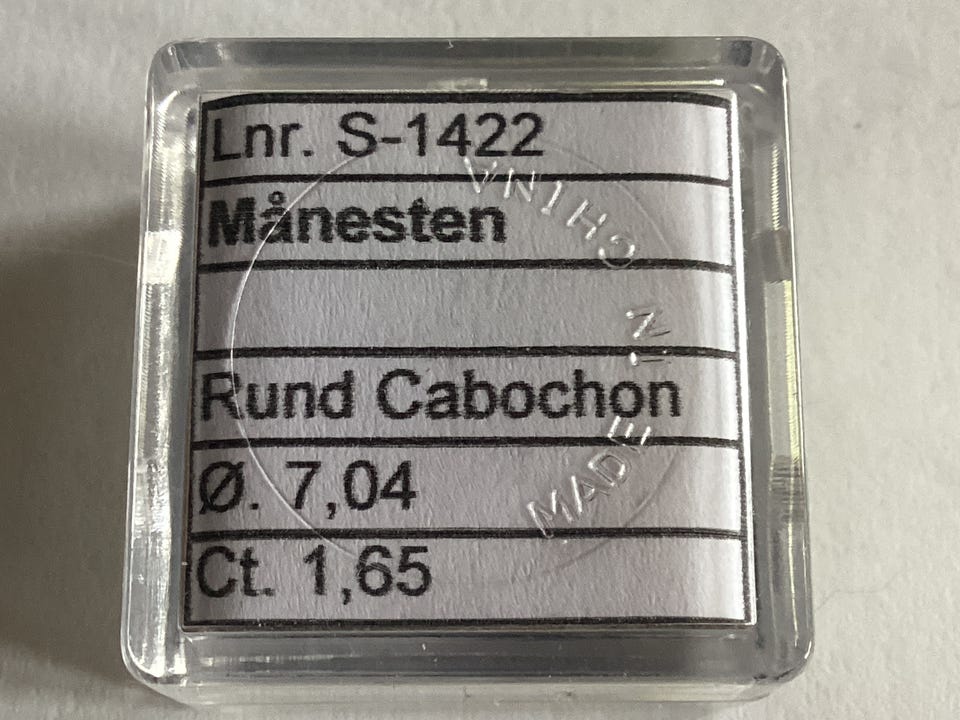 Lnr. S-1422
Månesten
Rund Cabochon
Ø. 7,04
Ct. 1,65
MADE IN CHINA